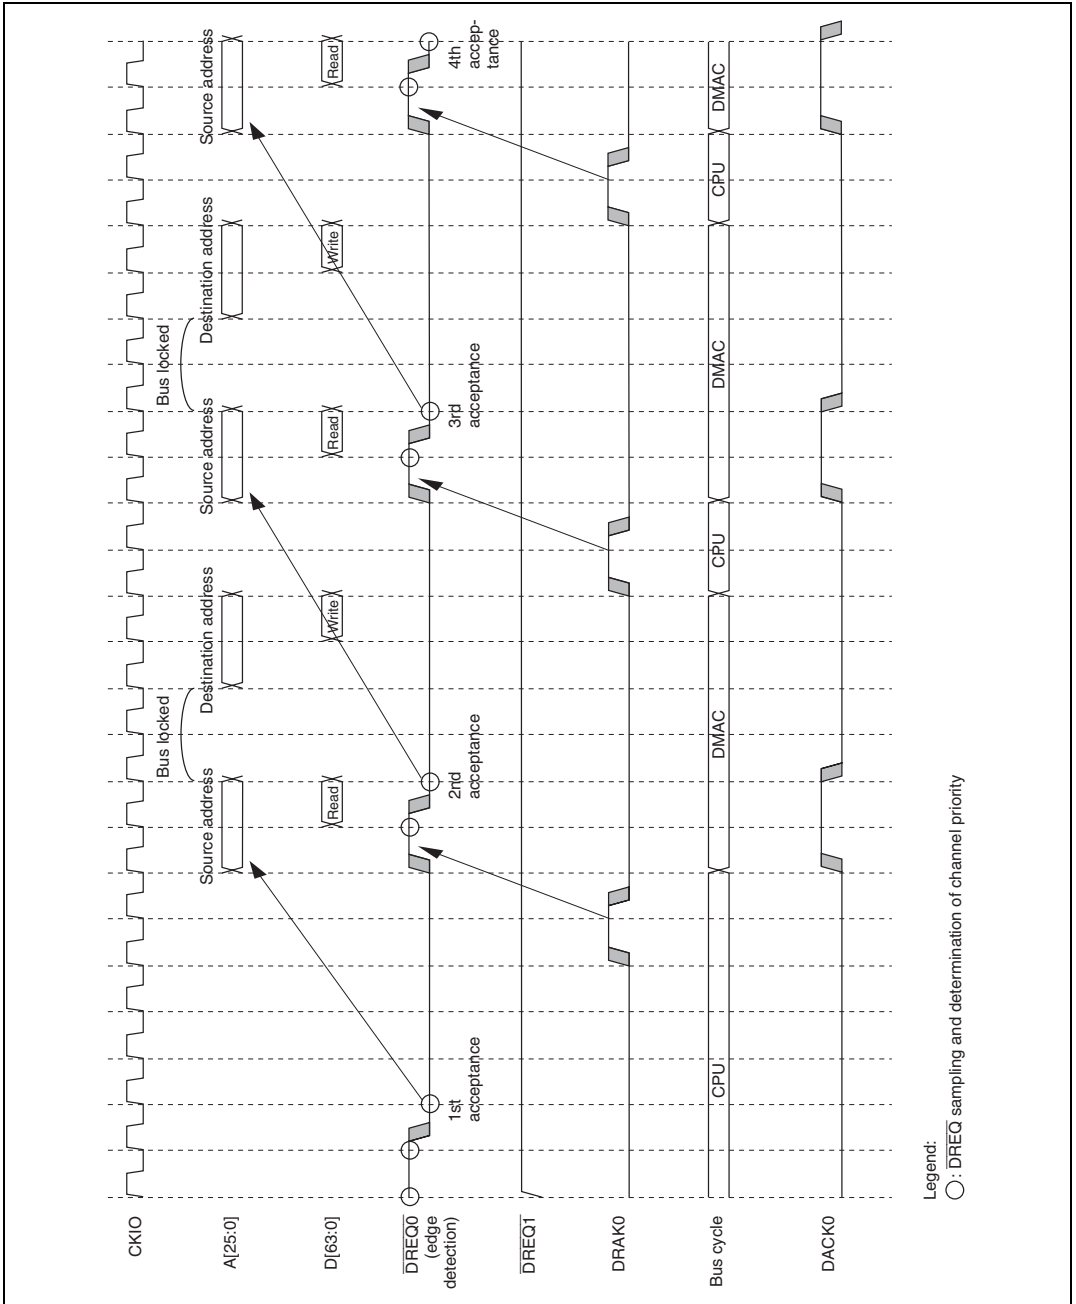 CKIO
Bus locked
Bus locked
A[25:0]
Source address
Destination address
Source address
Destination address
Source address
D[63:0]
Read
Write
Read
Write
Read
DREQ0
(edge
detection)
1st
acceptance
2nd
acceptance
3rd
acceptance
4th
accep-
tance
DREQ1
DRAK0
Bus cycle
CPU
DMAC
CPU
DMAC
CPU
DMAC
DACK0
Legend:
: DREQ sampling and determination of channel priority